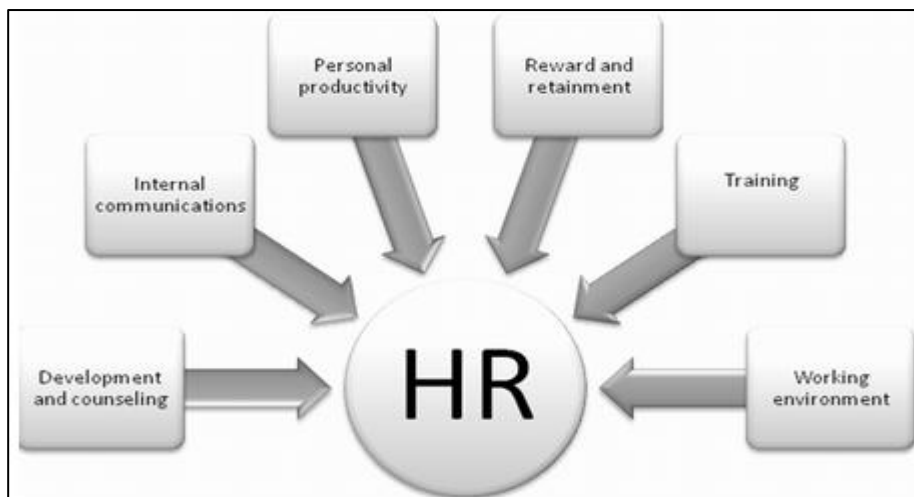 Personal
productivity
Reward and
retainment
Internal
communications
Training
Development
and counseling
HR
Working
environment